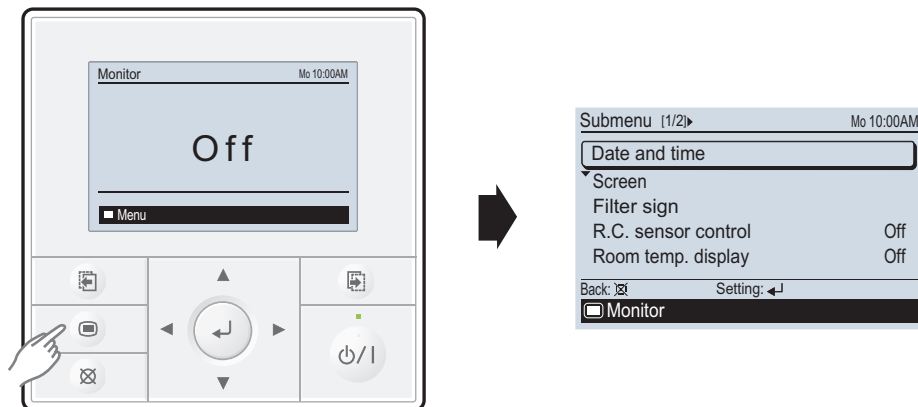 Monitor Mo 10:00AM
Off
Menu
Submenu [1/2] Mo 10:00AM
Date and time
Screen
Filter sign
R.C. sensor control Off
Room temp. display Off
Back: Setting:
Monitor